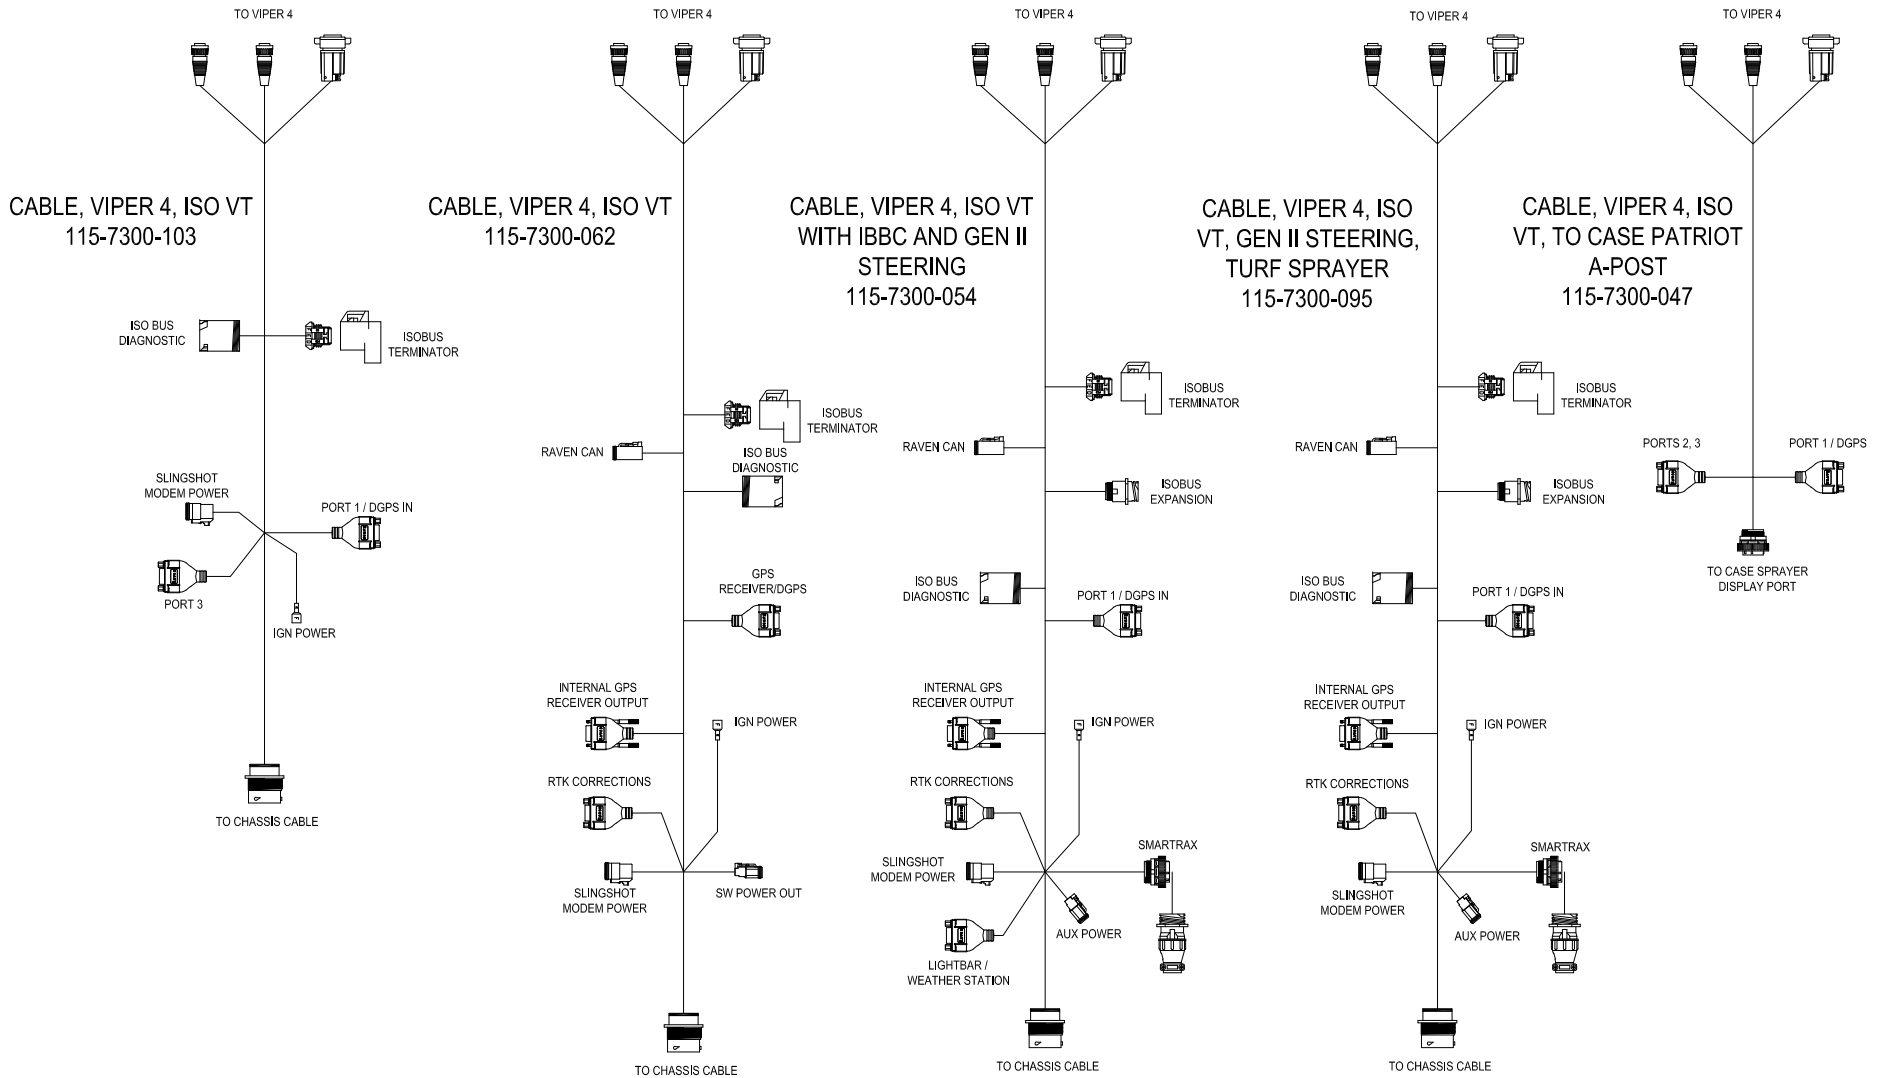 TO VIPER 4
CABLE, VIPER 4, ISO VT
115-7300-103
ISO BUS
DIAGNOSTIC
ISOBUS
TERMINATOR
SLINGSHOT
MODEM POWER
PORT 1 / DGPS IN
PORT 3
IGN POWER
TO CHASSIS CABLE
TO VIPER 4
CABLE, VIPER 4, ISO VT
115-7300-062
ISOBUS
TERMINATOR
RAVEN CAN
ISO BUS
DIAGNOSTIC
GPS
RECEIVER/DGPS
INTERNAL GPS
RECEIVER OUTPUT
IGN POWER
RTK CORRECTIONS
SLINGSHOT
MODEM POWER
SW POWER OUT
TO CHASSIS CABLE
TO VIPER 4
CABLE, VIPER 4, ISO VT
WITH IBBC AND GEN II
STEERING
115-7300-054
ISOBUS
TERMINATOR
RAVEN CAN
ISOBUS
EXPANSION
ISO BUS
DIAGNOSTIC
PORT 1 / DGPS IN
INTERNAL GPS
RECEIVER OUTPUT
IGN POWER
RTK CORRECTIONS
SMARTRAX
SLINGSHOT
MODEM POWER
AUX POWER
LIGHTBAR /
WEATHER STATION
TO CHASSIS CABLE
TO VIPER 4
CABLE, VIPER 4, ISO
VT, GEN II STEERING,
TURF SPRAYER
115-7300-095
ISOBUS
TERMINATOR
RAVEN CAN
ISOBUS
EXPANSION
ISO BUS
DIAGNOSTIC
PORT 1 / DGPS IN
INTERNAL GPS
RECEIVER OUTPUT
IGN POWER
RTK CORRECTIONS
SMARTRAX
SLINGSHOT
MODEM POWER
AUX POWER
TO CHASSIS CABLE
TO VIPER 4
CABLE, VIPER 4, ISO
VT, TO CASE PATRIOT
A-POST
115-7300-047
PORTS 2, 3
PORT 1 / DGPS
TO CASE SPRAYER
DISPLAY PORT